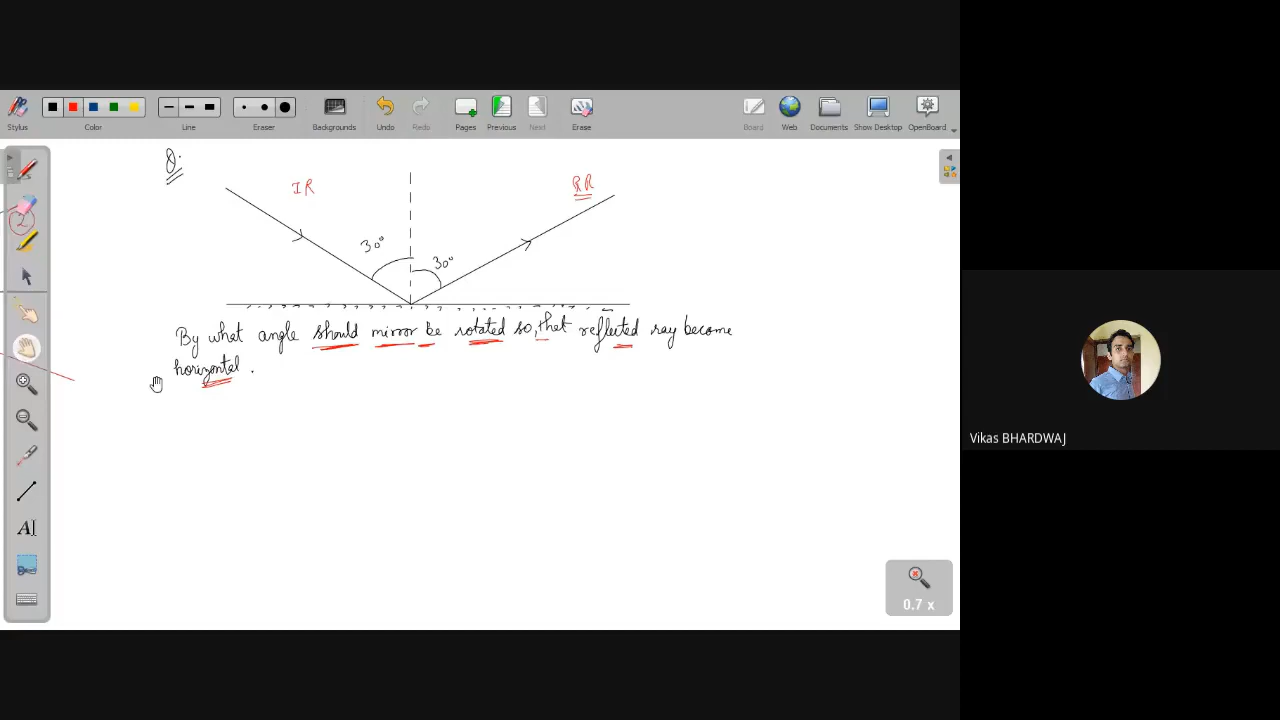 Stylus
Color
Line
Eraser
Backgrounds
Undo
Redo
Pages
Previous
Next
Erase
Board
Web
Documents
Show Desktop
OpenBoard
Q.
IR
RR
30°
30°
2
By what angle should mirror be rotated so, that reflected ray become
horizontal.
A
0.7 x
Vikas BHARDWAJ